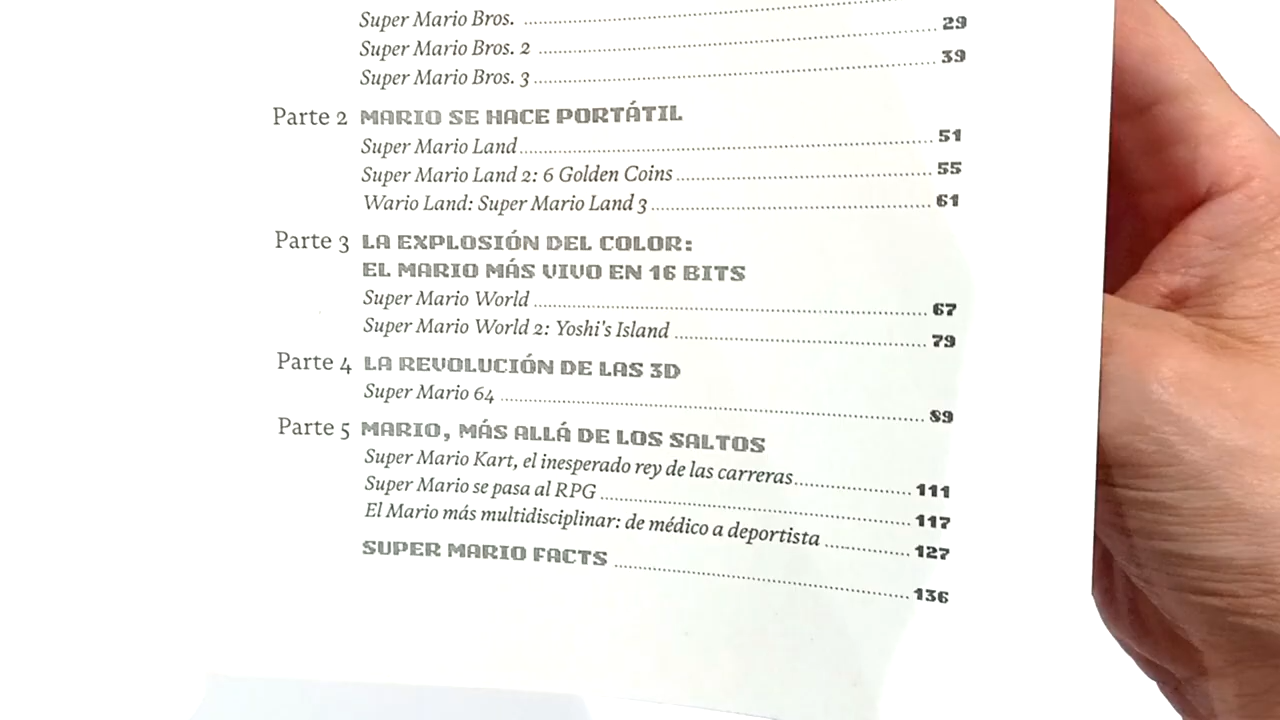 Super Mario Bros. ........
Super Mario Bros. 2 ........ 29
Super Mario Bros. 3 ........ 39
Parte 2 MARIO SE HACE PORTÁTIL
Super Mario Land ........ 51
Super Mario Land 2: 6 Golden Coins ........ 55
Wario Land: Super Mario Land 3 ........ 61
Parte 3 LA EXPLOSIÓN DEL COLOR:
EL MARIO MÁS VIVO EN 16 BITS
Super Mario World ........ 67
Super Mario World 2: Yoshi's Island ........ 79
Parte 4 LA REVOLUCIÓN DE LAS 3D
Super Mario 64 ........ 89
Parte 5 MARIO, MÁS ALLÁ DE LOS SALTOS
Super Mario Kart, el inesperado rey de las carreras ........ 111
Super Mario se pasa al RPG ........ 117
El Mario más multidisciplinar: de médico a deportista ........ 127
SUPER MARIO FACTS ........ 136